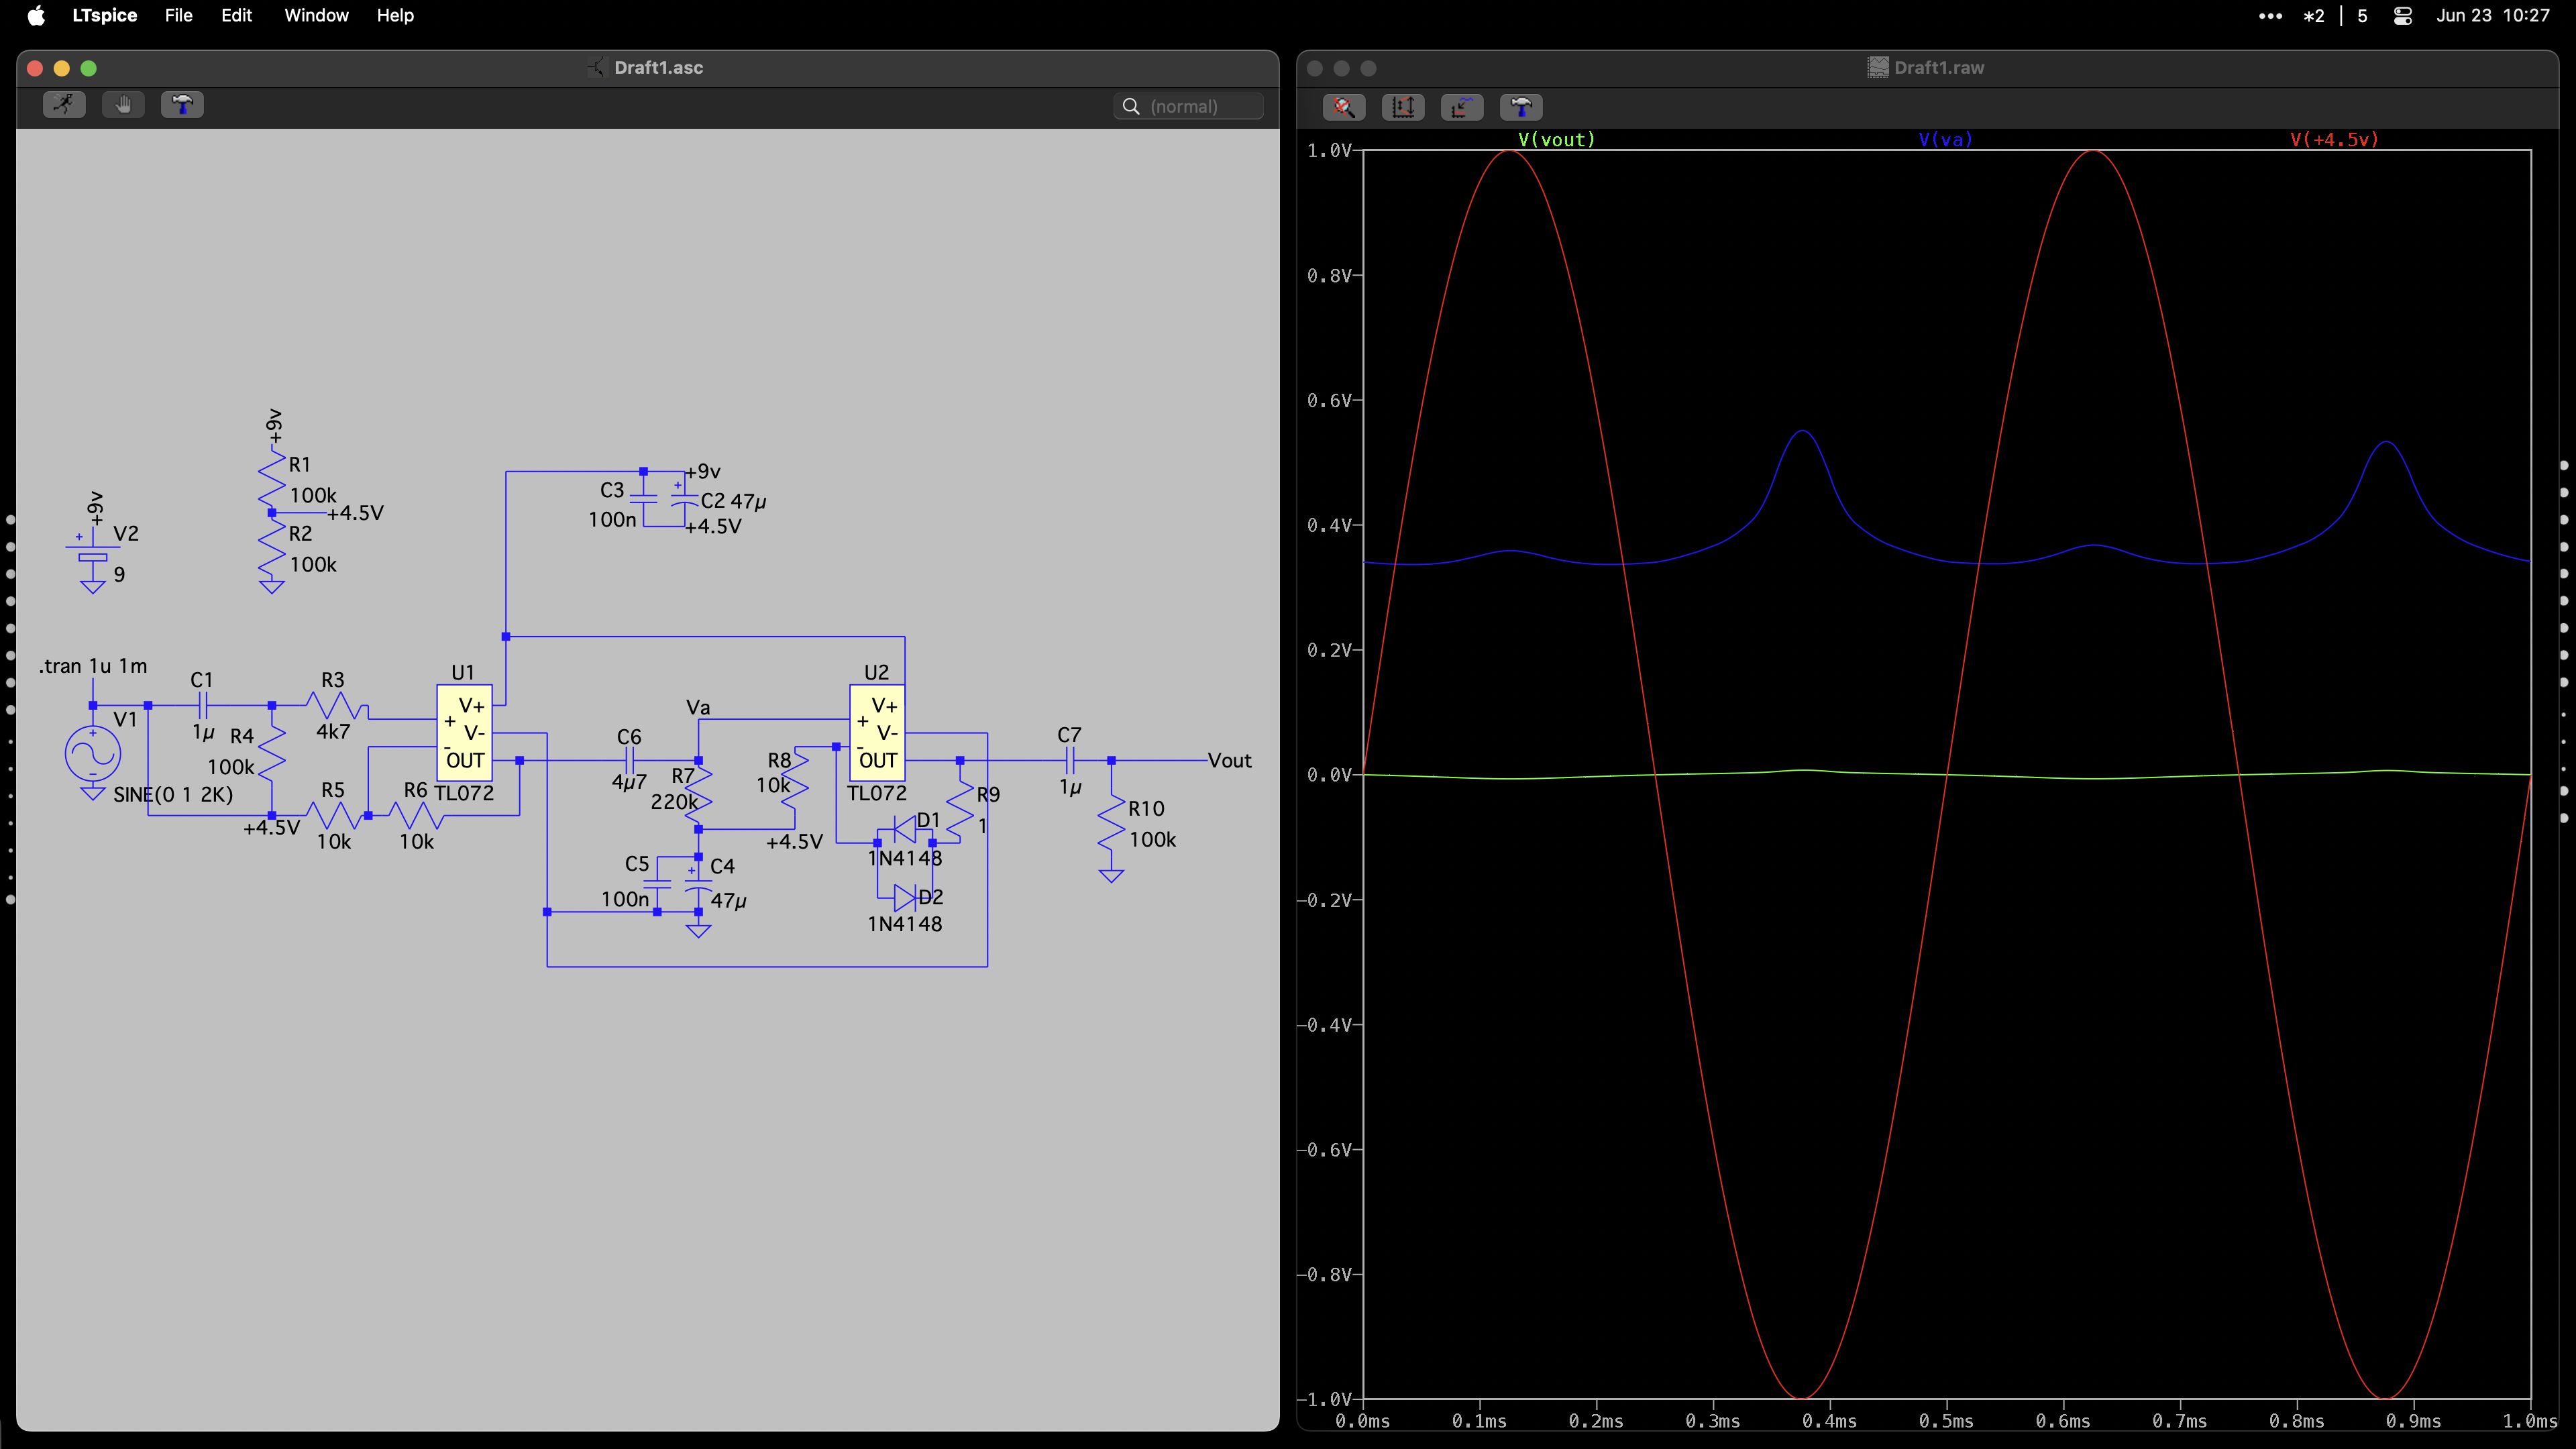 LTspice File Edit Window Help
••• ∗2 | 5 Jun 23 10:27
Draft1.asc
(normal)
+9v
R1
100k
+4.5V
R2
100k
+9v
+
V2
9
C3
100n
+9v
+
C2 47µ
+4.5V
.tran 1u 1m
V1
+
−
SINE(0 1 2K)
C1
1µ
R4
100k
R3
4k7
+4.5V
R5
10k
R6
10k
U1
V+
+
V-
-
OUT
TL072
C6
4µ7
Va
R7
220k
R8
10k
+4.5V
C5
100n
+
C4
47µ
U2
V+
+
V-
-
OUT
TL072
R9
1
D1
1N4148
D2
1N4148
C7
1µ
R10
100k
Vout
Draft1.raw
V(vout) V(va) V(+4.5v)
1.0V
0.8V
0.6V
0.4V
0.2V
0.0V
-0.2V
-0.4V
-0.6V
-0.8V
-1.0V
0.0ms 0.1ms 0.2ms 0.3ms 0.4ms 0.5ms 0.6ms 0.7ms 0.8ms 0.9ms 1.0ms